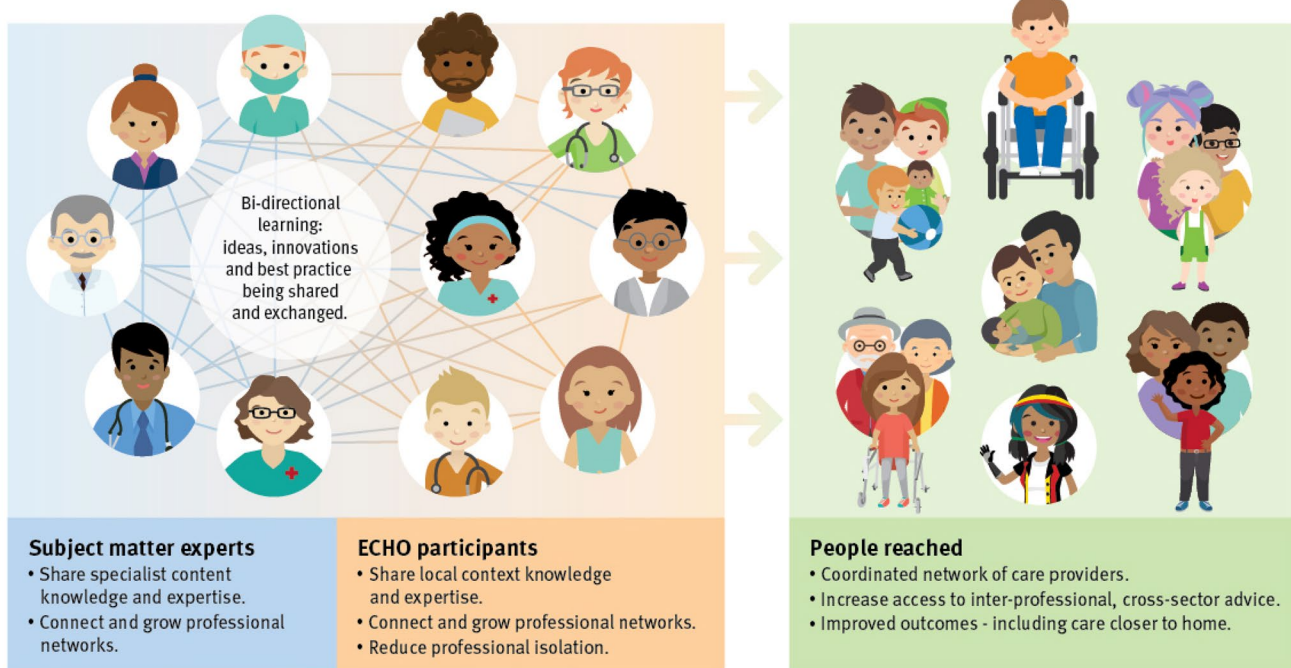 Bi-directional
learning:
ideas, innovations
and best practice
being shared
and exchanged.
Subject matter experts
• Share specialist content
knowledge and expertise.
• Connect and grow professional
networks.
ECHO participants
• Share local context knowledge
and expertise.
• Connect and grow professional networks.
• Reduce professional isolation.
People reached
• Coordinated network of care providers.
• Increase access to inter-professional, cross-sector advice.
• Improved outcomes - including care closer to home.